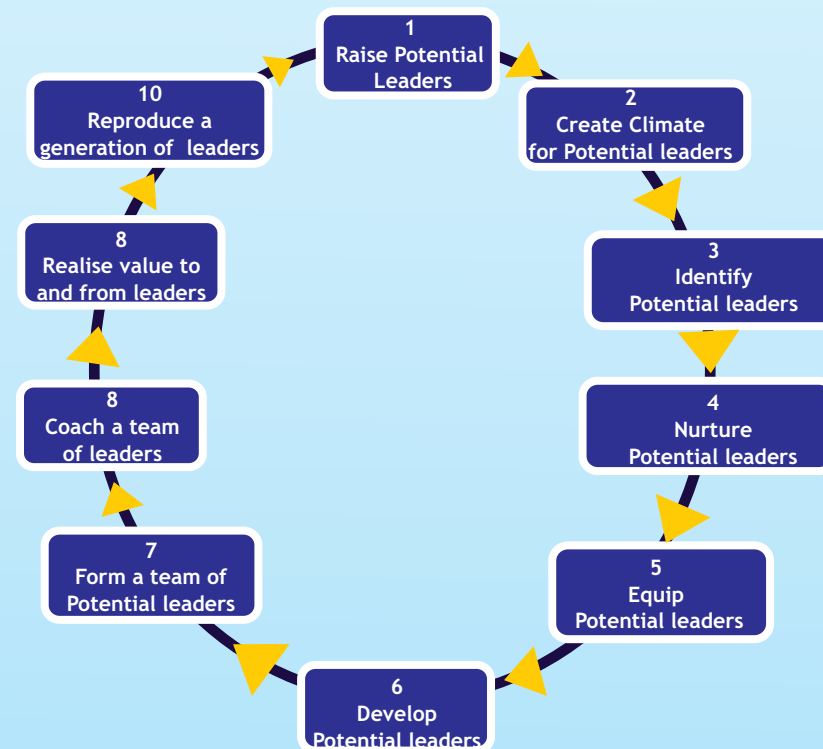 1
Raise Potential
Leaders
2
Create Climate
for Potential leaders
3
Identify
Potential leaders
4
Nurture
Potential leaders
5
Equip
Potential leaders
6
Develop
Potential leaders
7
Form a team of
Potential leaders
8
Coach a team
of leaders
8
Realise value to
and from leaders
10
Reproduce a
generation of leaders